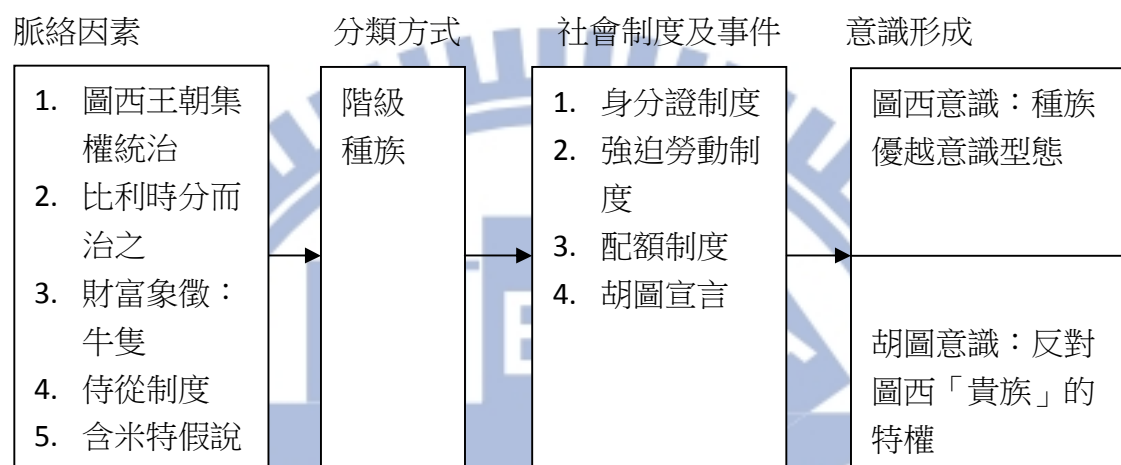 脈絡因素 分類方式 社會制度及事件 意識形成
1. 圖西王朝集
權統治
2. 比利時分而
治之
3. 財富象徵：
牛隻
4. 侍從制度
5. 含米特假說
階級
種族
1. 身分證制度
2. 強迫勞動制
度
3. 配額制度
4. 胡圖宣言
圖西意識：種族
優越意識型態
胡圖意識：反對
圖西「貴族」的
特權